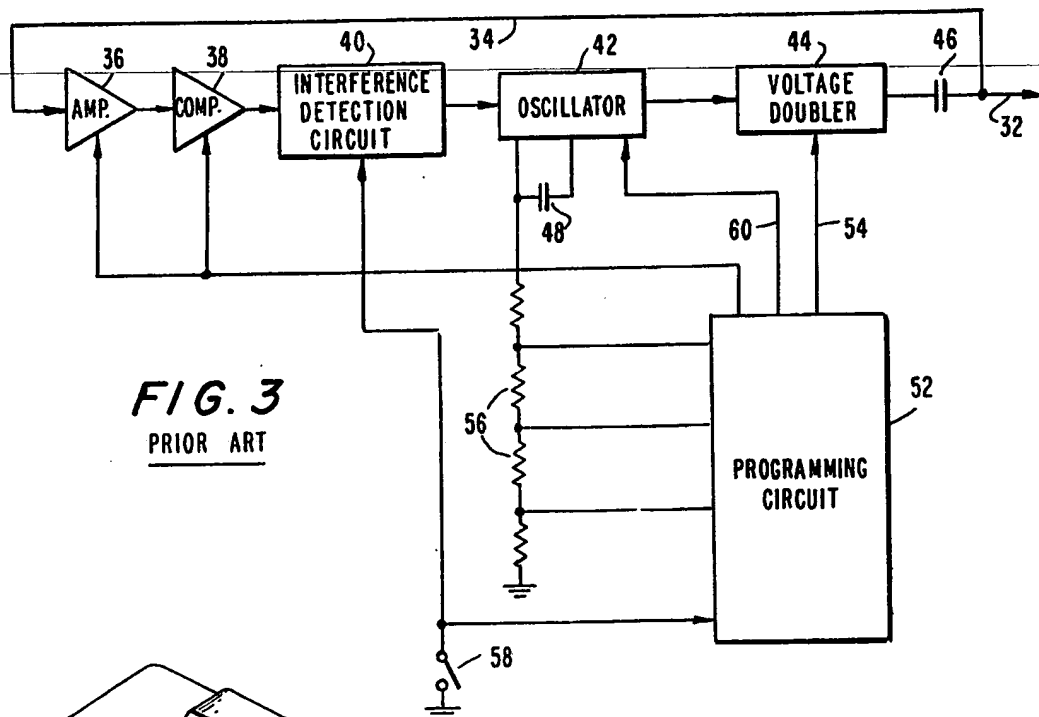 34
36
38
40
42
44
46
AMP.
COMP.
INTERFERENCE
DETECTION
CIRCUIT
OSCILLATOR
VOLTAGE
DOUBLER
32
48
60
54
FIG. 3
PRIOR ART
56
52
PROGRAMMING
CIRCUIT
58